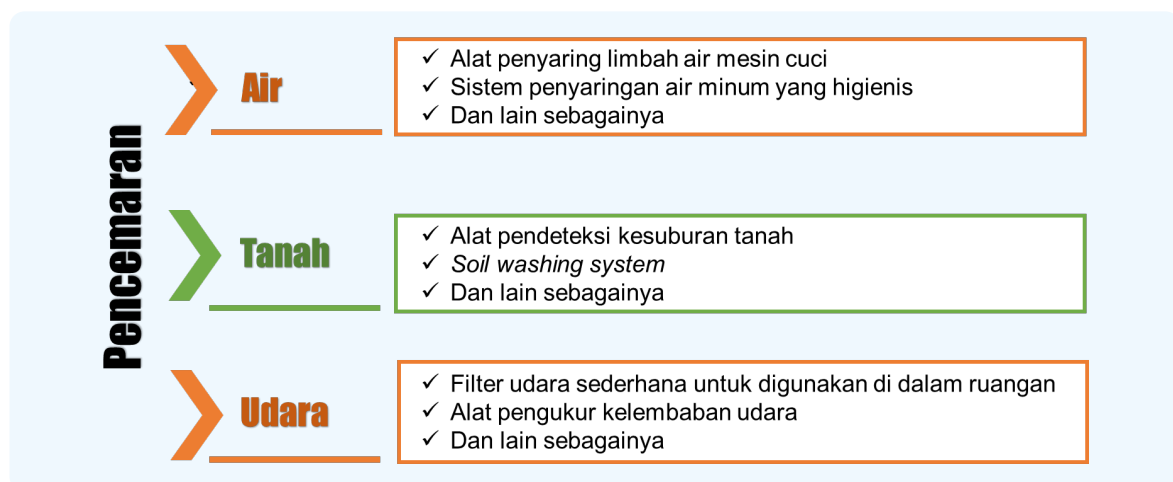 Pencemaran
Air
✓ Alat penyaring limbah air mesin cuci
✓ Sistem penyaringan air minum yang higienis
✓ Dan lain sebagainya
Tanah
✓ Alat pendeteksi kesuburan tanah
✓ Soil washing system
✓ Dan lain sebagainya
Udara
✓ Filter udara sederhana untuk digunakan di dalam ruangan
✓ Alat pengukur kelembaban udara
✓ Dan lain sebagainya